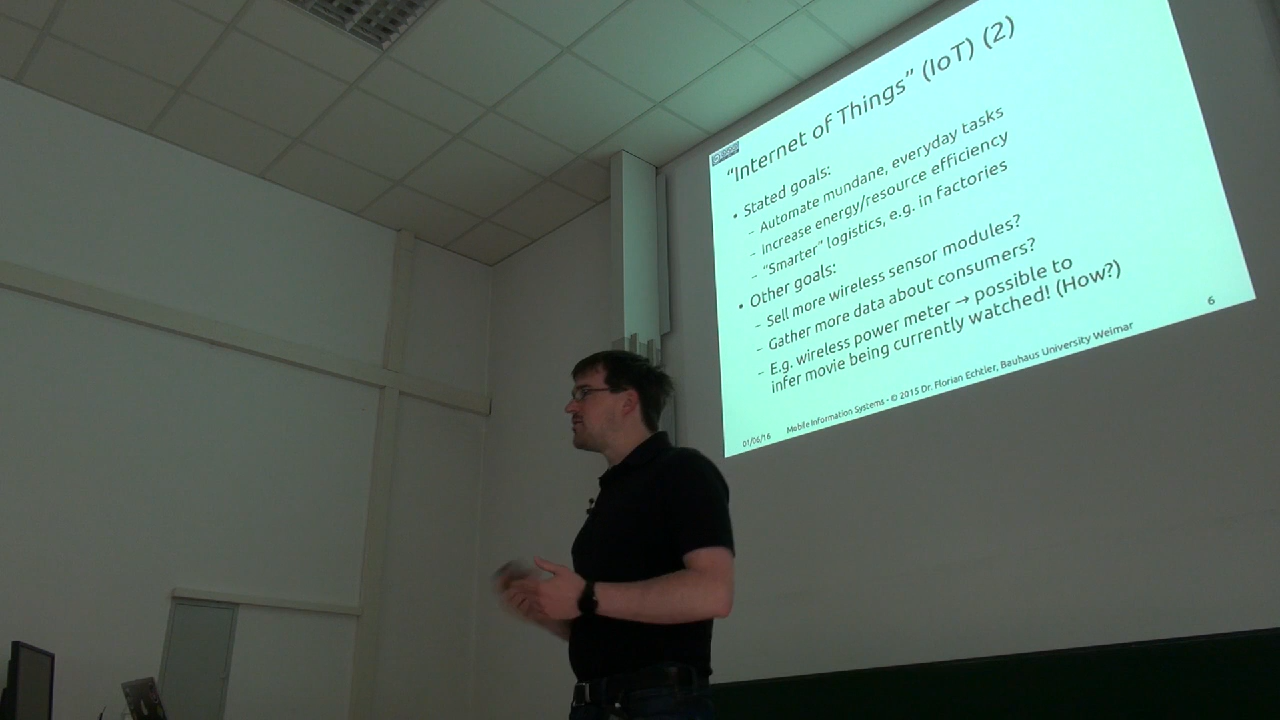 “Internet of Things” (IoT) (2)
• Stated goals:
– Automate mundane, everyday tasks
– Increase energy/resource efficiency
– “Smarter” logistics, e.g. in factories
• Other goals:
– Sell more wireless sensor modules?
– Gather more data about consumers?
– E.g. wireless power meter → possible to
infer movie being currently watched! (How?)
01/06/16 Mobile Information Systems - © 2015 Dr. Florian Echtler, Bauhaus University Weimar 6